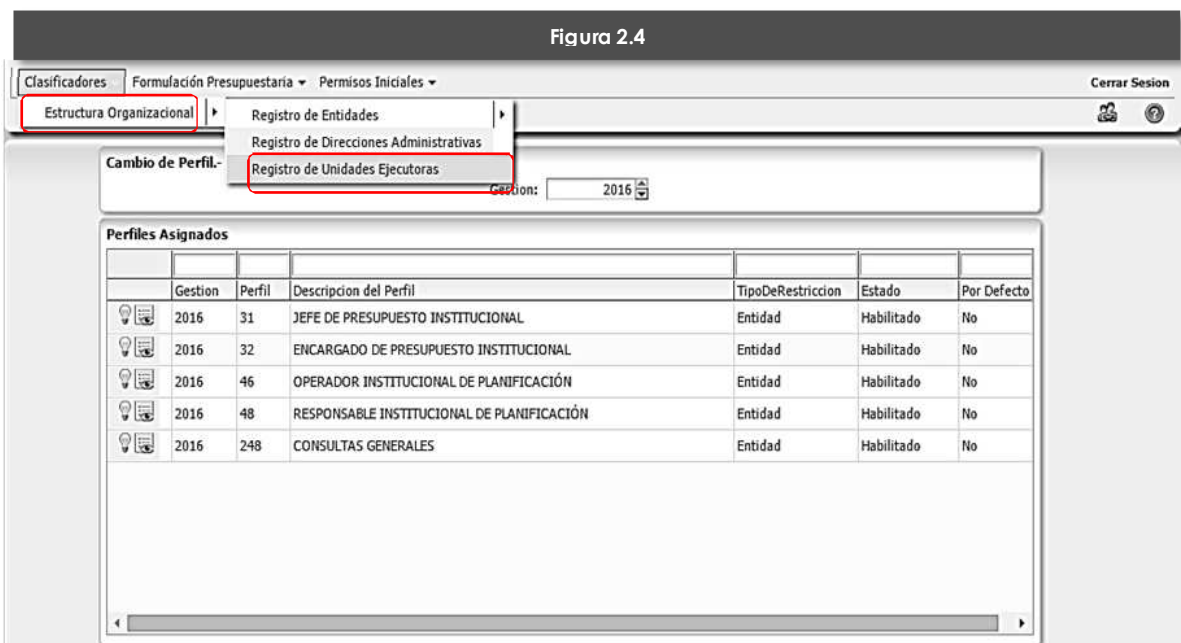 Figura 2.4
Clasificadores Formulación Presupuestaria Permisos Iniciales Cerrar Sesion
Estructura Organizacional Registro de Entidades
Registro de Direcciones Administrativas
Registro de Unidades Ejecutoras
Cambio de Perfil.-
Gestion: 2016
Perfiles Asignados
Gestion Perfil Descripcion del Perfil TipoDeRestriccion Estado Por Defecto
2016 31 JEFE DE PRESUPUESTO INSTITUCIONAL Entidad Habilitado No
2016 32 ENCARGADO DE PRESUPUESTO INSTITUCIONAL Entidad Habilitado No
2016 46 OPERADOR INSTITUCIONAL DE PLANIFICACIÓN Entidad Habilitado No
2016 48 RESPONSABLE INSTITUCIONAL DE PLANIFICACIÓN Entidad Habilitado No
2016 248 CONSULTAS GENERALES Entidad Habilitado No